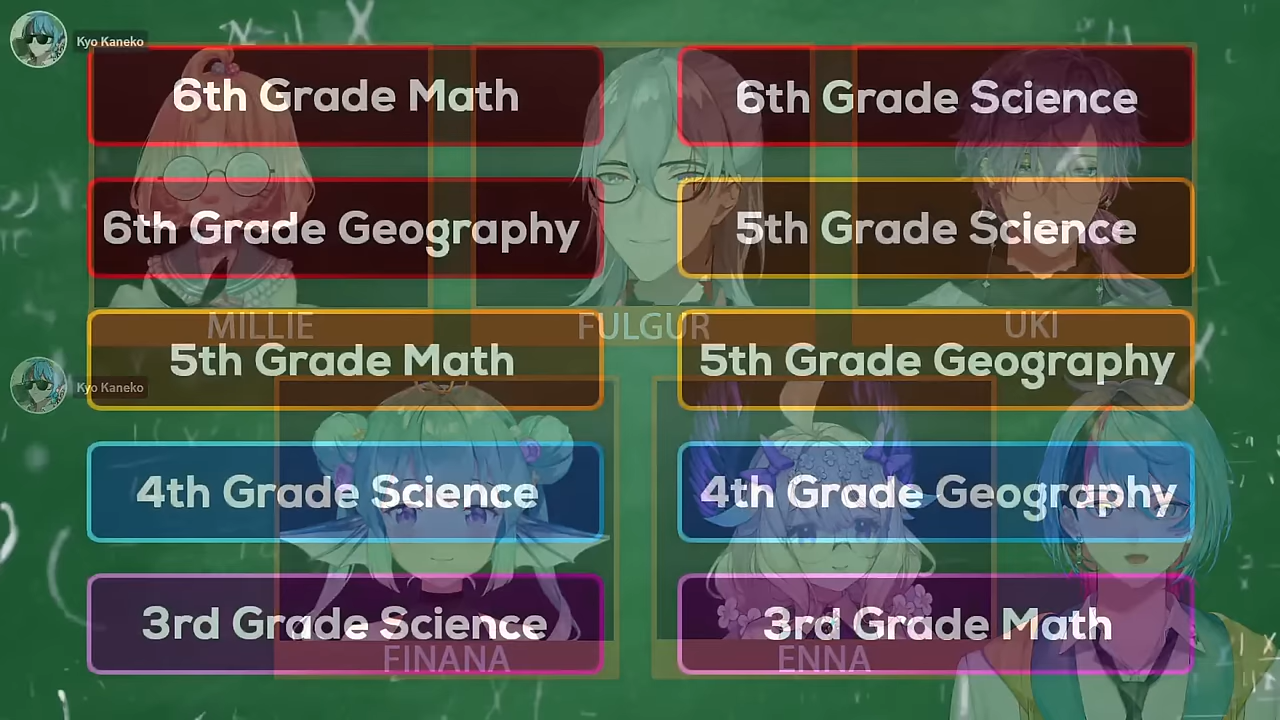 Kyo Kaneko
6th Grade Math
6th Grade Science
6th Grade Geography
5th Grade Science
MILLIE
FULGUR
UKI
5th Grade Math
5th Grade Geography
Kyo Kaneko
4th Grade Science
4th Grade Geography
3rd Grade Science
3rd Grade Math
FINANA
ENNA